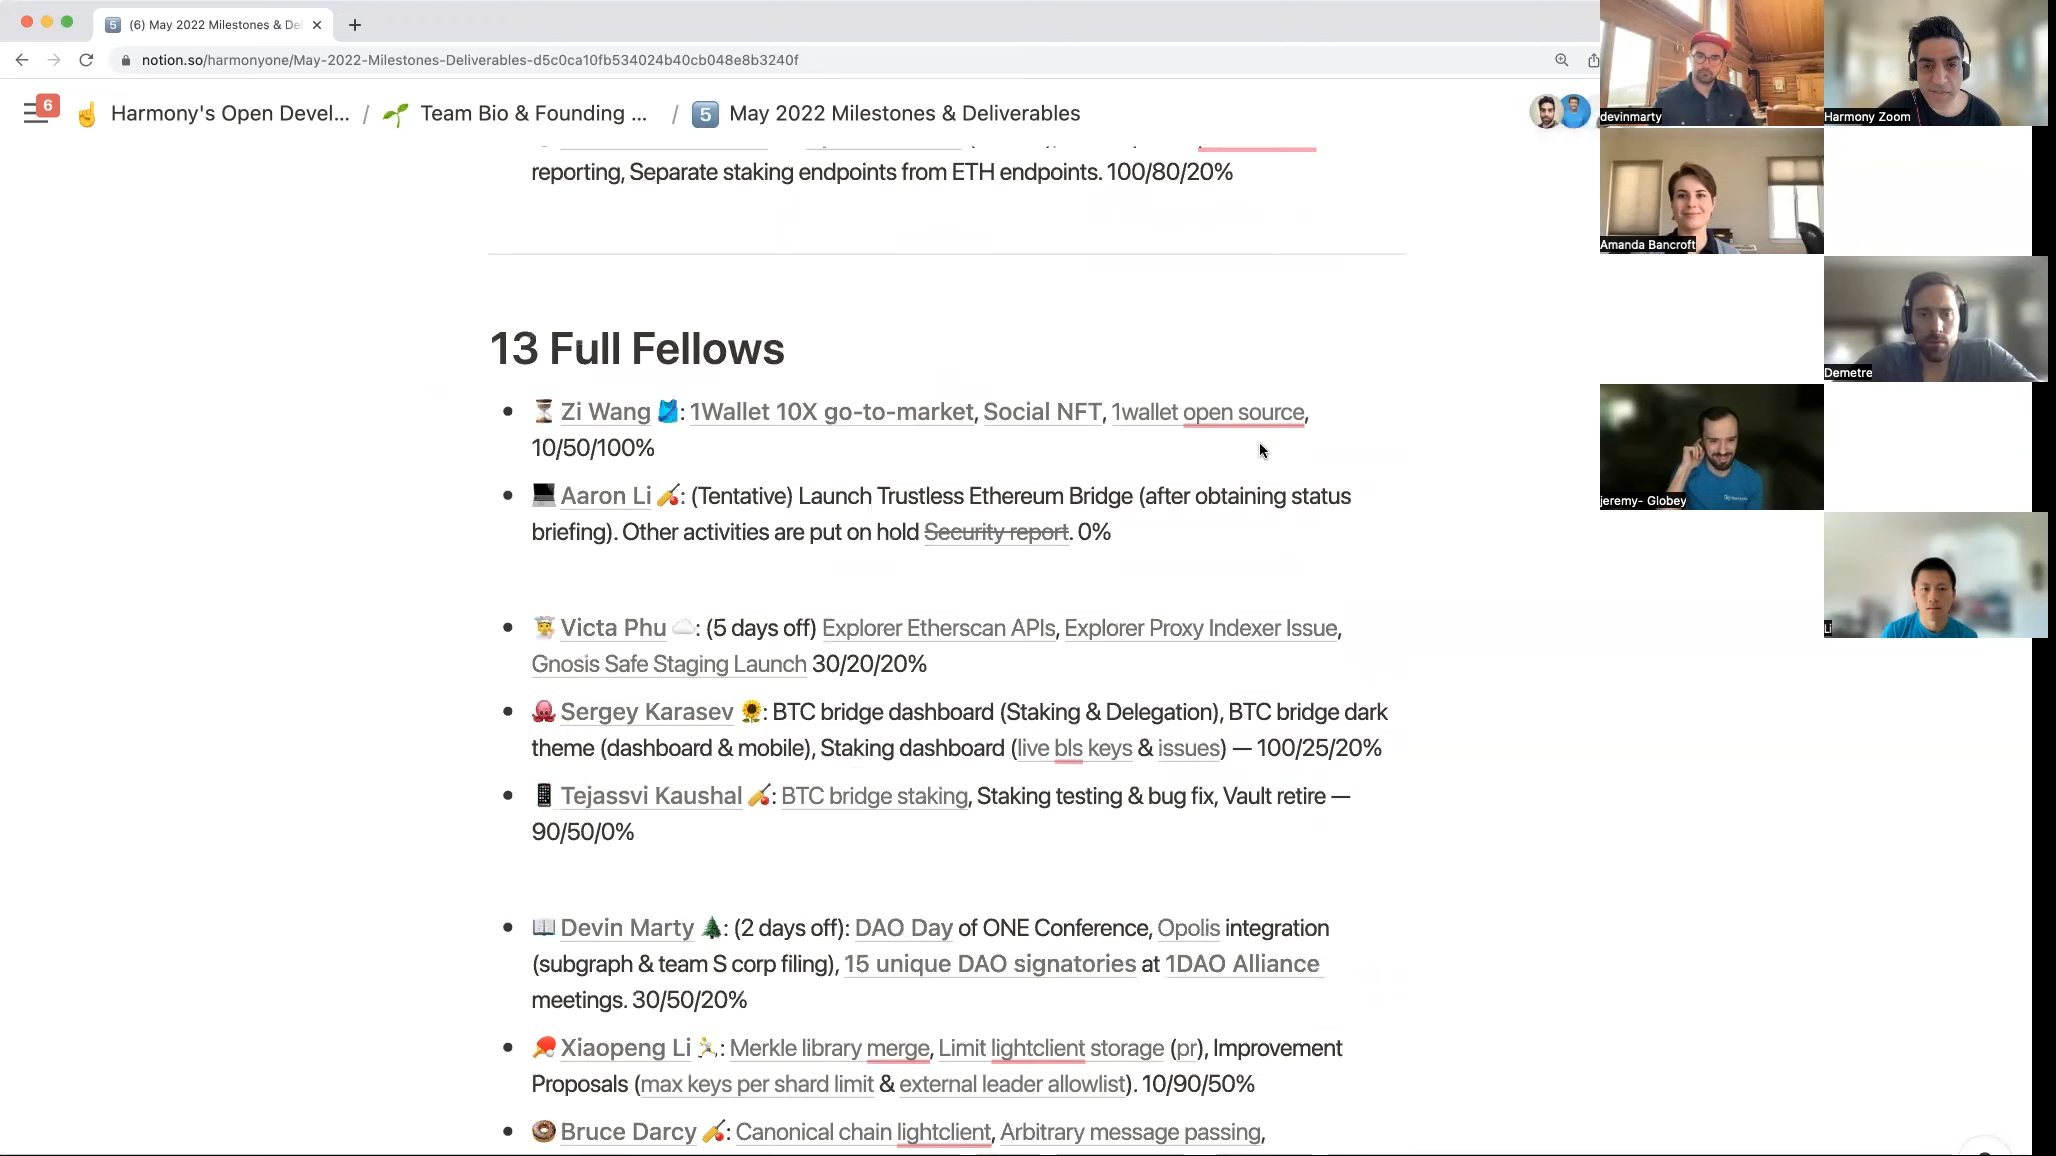 (6) May 2022 Milestones & De
notion.so/harmonyone/May-2022-Milestones-Deliverables-d5c0ca10fb534024b40cb048e8b3240f
6
Harmony's Open Devel... / Team Bio & Founding ... / 5 May 2022 Milestones & Deliverables
reporting, Separate staking endpoints from ETH endpoints. 100/80/20%
13 Full Fellows
• Zi Wang : 1Wallet 10X go-to-market, Social NFT, 1wallet open source,
10/50/100%
• Aaron Li : (Tentative) Launch Trustless Ethereum Bridge (after obtaining status
briefing). Other activities are put on hold Security report. 0%
• Victa Phu : (5 days off) Explorer Etherscan APIs, Explorer Proxy Indexer Issue,
Gnosis Safe Staging Launch 30/20/20%
• Sergey Karasev : BTC bridge dashboard (Staking & Delegation), BTC bridge dark
theme (dashboard & mobile), Staking dashboard (live bls keys & issues) — 100/25/20%
• Tejassvi Kaushal : BTC bridge staking, Staking testing & bug fix, Vault retire —
90/50/0%
• Devin Marty : (2 days off): DAO Day of ONE Conference, Opolis integration
(subgraph & team S corp filing), 15 unique DAO signatories at 1DAO Alliance
meetings. 30/50/20%
• Xiaopeng Li : Merkle library merge, Limit lightclient storage (pr), Improvement
Proposals (max keys per shard limit & external leader allowlist). 10/90/50%
• Bruce Darcy : Canonical chain lightclient, Arbitrary message passing,
devinmarty
Harmony Zoom
Amanda Bancroft
Demetre
jeremy- Globey
Li